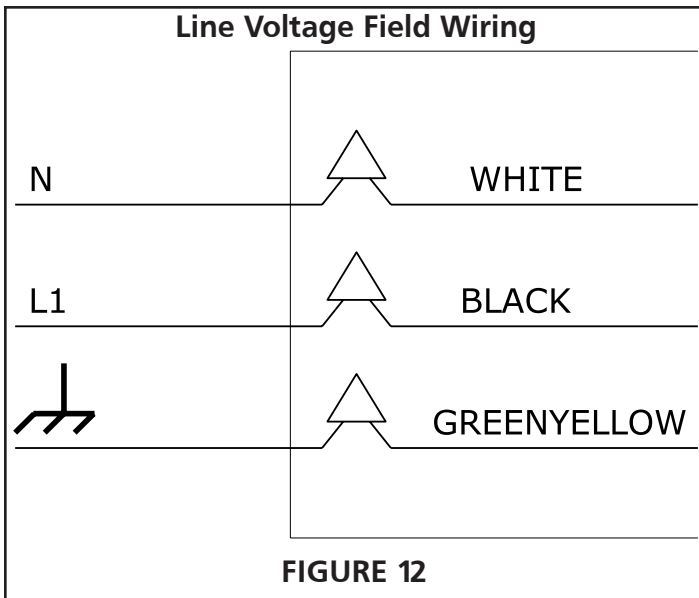 Line Voltage Field Wiring
N WHITE
L1 BLACK
GREENYELLOW
FIGURE 12